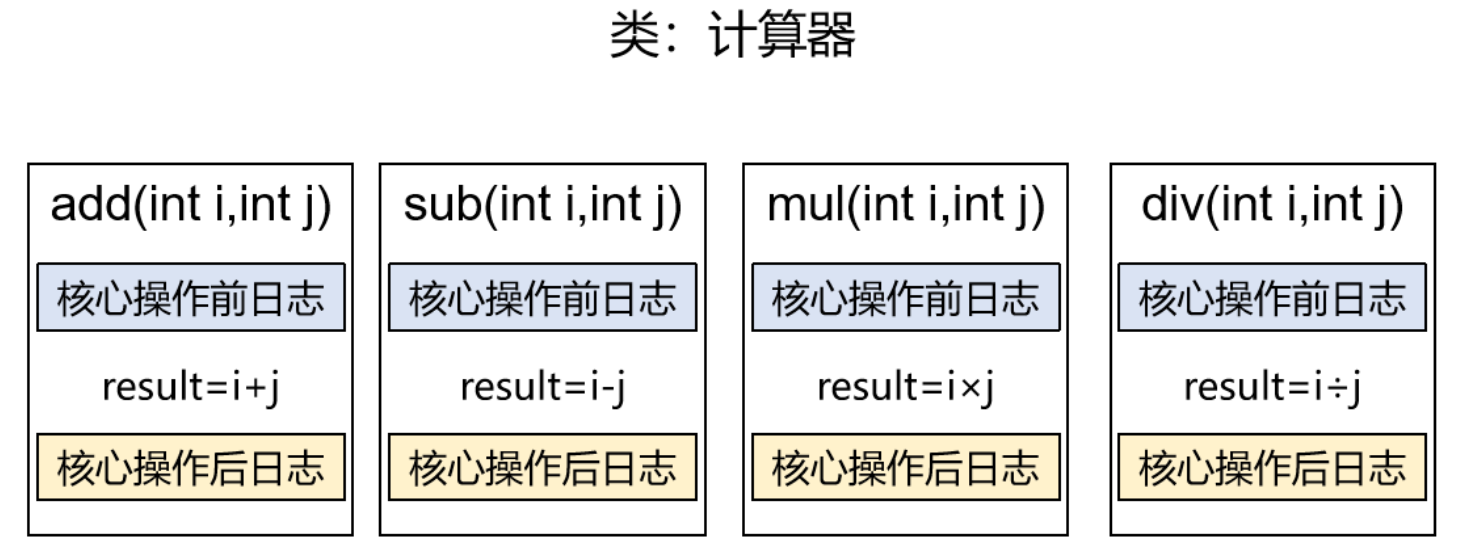 类：计算器
add(int i,int j)
核心操作前日志
result=i+j
核心操作后日志
sub(int i,int j)
核心操作前日志
result=i-j
核心操作后日志
mul(int i,int j)
核心操作前日志
result=i×j
核心操作后日志
div(int i,int j)
核心操作前日志
result=i÷j
核心操作后日志